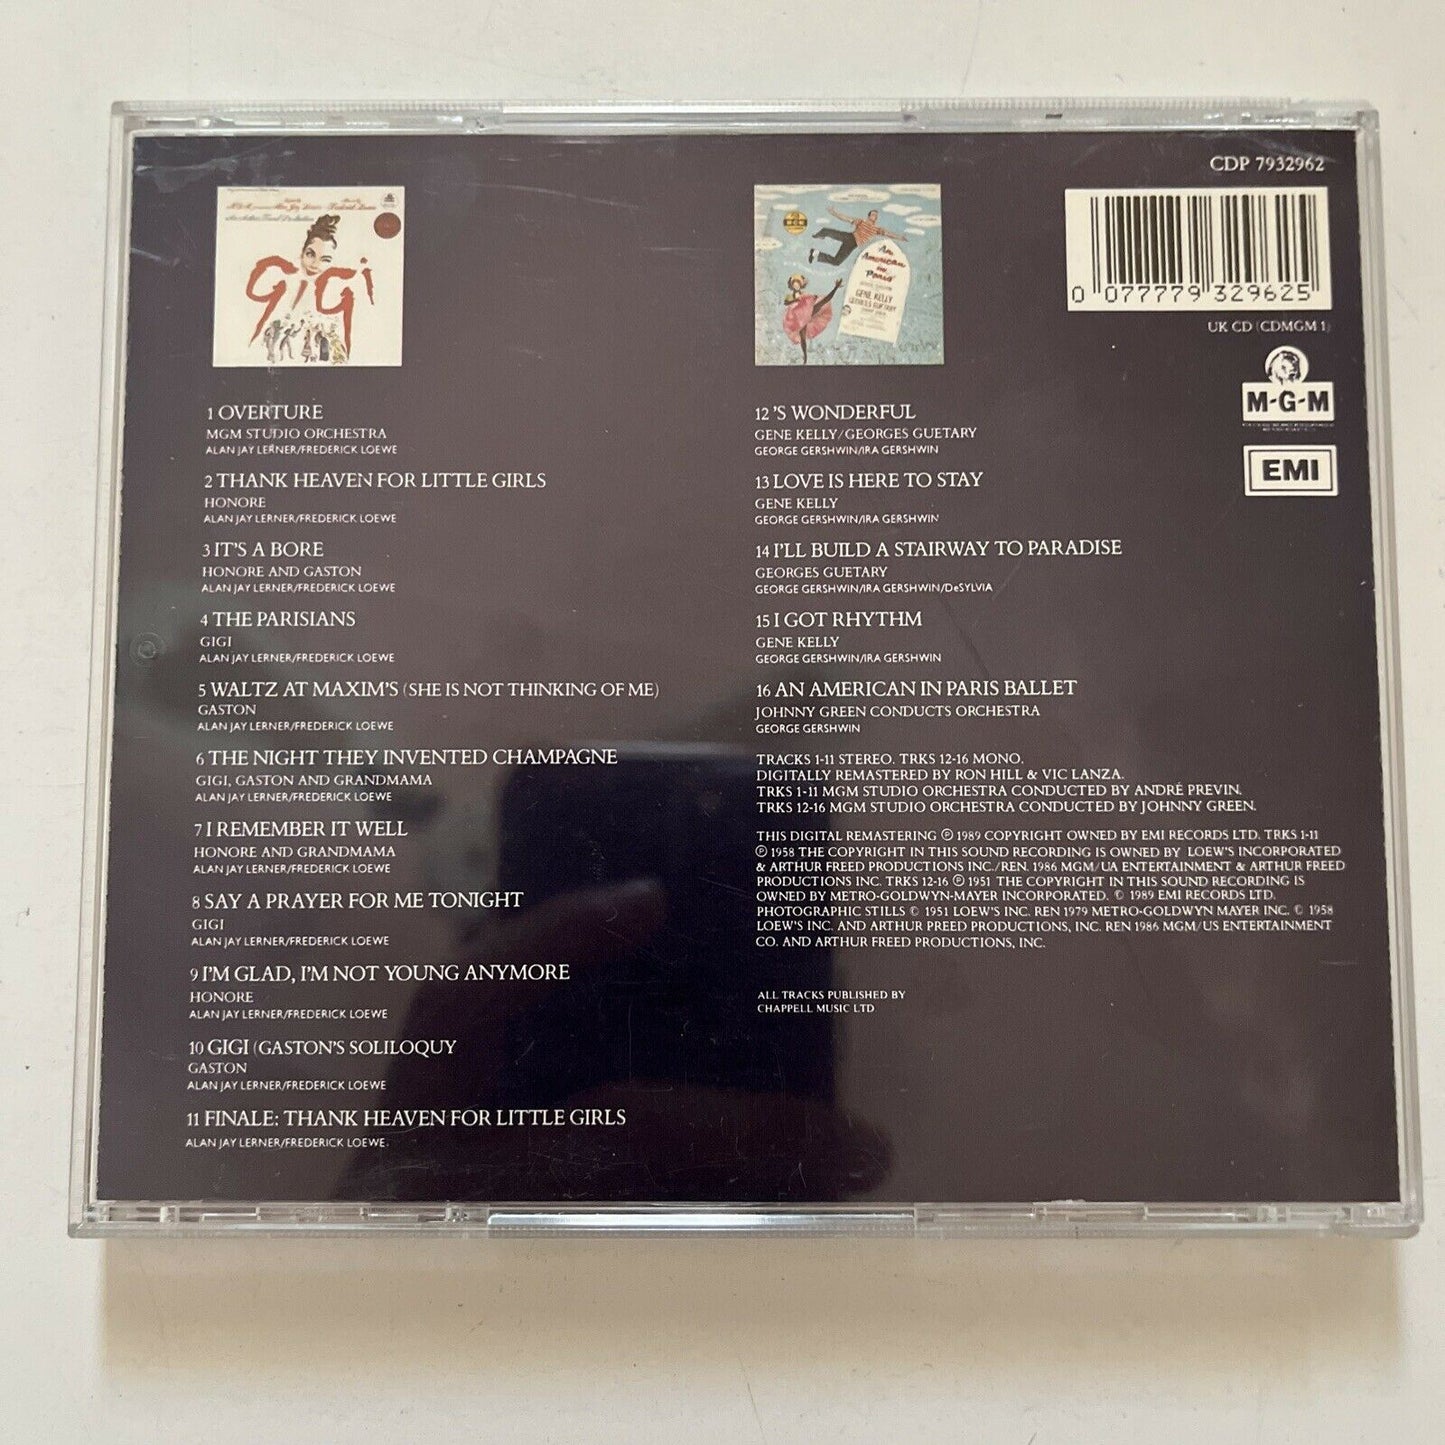 CDP 7932962
0 077779 329625
UK CD (CDMGM 1)
M-G-M
EMI
GiGi
An
American
in
Paris
GENE KELLY
1 OVERTURE
MGM STUDIO ORCHESTRA
ALAN JAY LERNER/FREDERICK LOEWE
2 THANK HEAVEN FOR LITTLE GIRLS
HONORE
ALAN JAY LERNER/FREDERICK LOEWE
3 IT'S A BORE
HONORE AND GASTON
ALAN JAY LERNER/FREDERICK LOEWE
4 THE PARISIANS
GIGI
ALAN JAY LERNER/FREDERICK LOEWE
5 WALTZ AT MAXIM'S (SHE IS NOT THINKING OF ME)
GASTON
ALAN JAY LERNER/FREDERICK LOEWE
6 THE NIGHT THEY INVENTED CHAMPAGNE
GIGI, GASTON AND GRANDMAMA
ALAN JAY LERNER/FREDERICK LOEWE
7 I REMEMBER IT WELL
HONORE AND GRANDMAMA
ALAN JAY LERNER/FREDERICK LOEWE
8 SAY A PRAYER FOR ME TONIGHT
GIGI
ALAN JAY LERNER/FREDERICK LOEWE
9 I'M GLAD, I'M NOT YOUNG ANYMORE
HONORE
ALAN JAY LERNER/FREDERICK LOEWE
10 GIGI (GASTON'S SOLILOQUY
GASTON
ALAN JAY LERNER/FREDERICK LOEWE
11 FINALE: THANK HEAVEN FOR LITTLE GIRLS
ALAN JAY LERNER/FREDERICK LOEWE.
12 'S WONDERFUL
GENE KELLY/GEORGES GUETARY
GEORGE GERSHWIN/IRA GERSHWIN
13 LOVE IS HERE TO STAY
GENE KELLY
GEORGE GERSHWIN/IRA GERSHWIN
14 I'LL BUILD A STAIRWAY TO PARADISE
GEORGES GUETARY
GEORGE GERSHWIN/IRA GERSHWIN/DeSYLVIA
15 I GOT RHYTHM
GENE KELLY
GEORGE GERSHWIN/IRA GERSHWIN
16 AN AMERICAN IN PARIS BALLET
JOHNNY GREEN CONDUCTS ORCHESTRA
GEORGE GERSHWIN
TRACKS 1-11 STEREO. TRKS 12-16 MONO.
DIGITALLY REMASTERED BY RON HILL & VIC LANZA.
TRKS 1-11 MGM STUDIO ORCHESTRA CONDUCTED BY ANDRÉ PREVIN.
TRKS 12-16 MGM STUDIO ORCHESTRA CONDUCTED BY JOHNNY GREEN.
THIS DIGITAL REMASTERING ℗ 1989 COPYRIGHT OWNED BY EMI RECORDS LTD. TRKS 1-11
℗ 1958 THE COPYRIGHT IN THIS SOUND RECORDING IS OWNED BY LOEW'S INCORPORATED
& ARTHUR FREED PRODUCTIONS INC./REN. 1986 MGM/UA ENTERTAINMENT & ARTHUR FREED
PRODUCTIONS INC. TRKS 12-16 ℗ 1951 THE COPYRIGHT IN THIS SOUND RECORDING IS
OWNED BY METRO-GOLDWYN-MAYER INCORPORATED. © 1989 EMI RECORDS LTD.
PHOTOGRAPHIC STILLS © 1951 LOEW'S INC. REN 1979 METRO-GOLDWYN MAYER INC. © 1958
LOEW'S INC. AND ARTHUR FREED PRODUCTIONS, INC. REN 1986 MGM/US ENTERTAINMENT
CO. AND ARTHUR FREED PRODUCTIONS, INC.
ALL TRACKS PUBLISHED BY
CHAPPELL MUSIC LTD